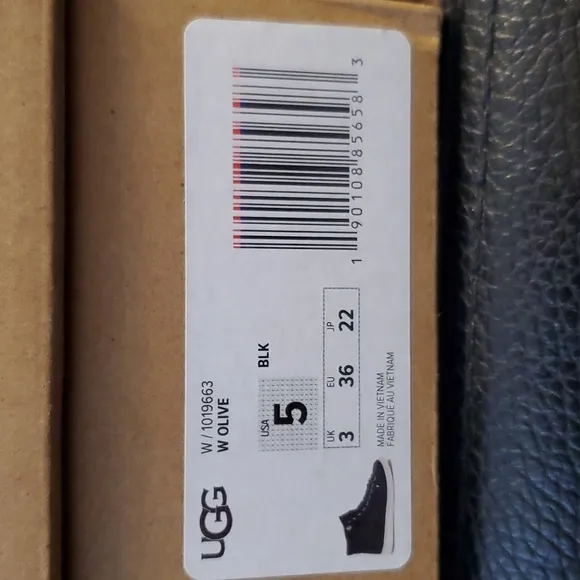 UGG
W / 1019663
W OLIVE
USA
5
BLK
UK EU JP
3 36 22
MADE IN VIETNAM
FABRIQUÉ AU VIETNAM
1 90108 85658 3